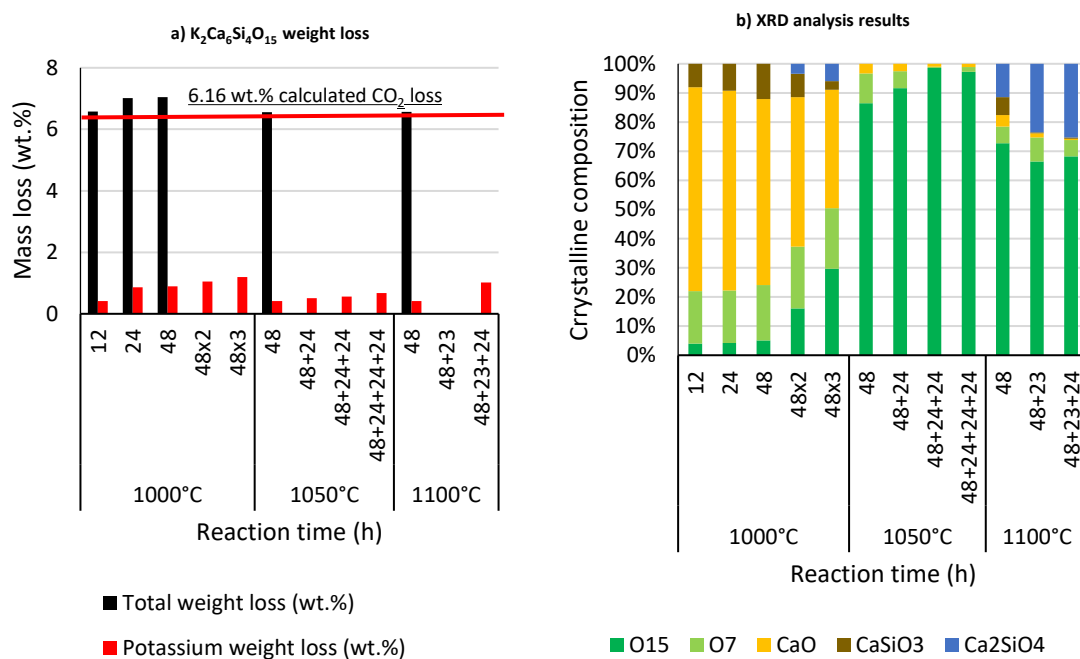 a) K₂Ca₆Si₄O₁₅ weight loss
8
6
4
2
0
Mass loss (wt.%)
6.16 wt.% calculated CO₂ loss
12
24
48
48x2
48x3
48
48+24
48+24+24
48+24+24+24
48
48+23
48+23+24
1000°C
1050°C
1100°C
Reaction time (h)
Total weight loss (wt.%)
Potassium weight loss (wt.%)
b) XRD analysis results
100%
90%
80%
70%
60%
50%
40%
30%
20%
10%
0%
Crrystalline composition
12
24
48
48x2
48x3
48
48+24
48+24+24
48+24+24+24
48
48+23
48+23+24
1000°C
1050°C
1100°C
Reaction time (h)
O15 O7 CaO CaSiO3 Ca2SiO4